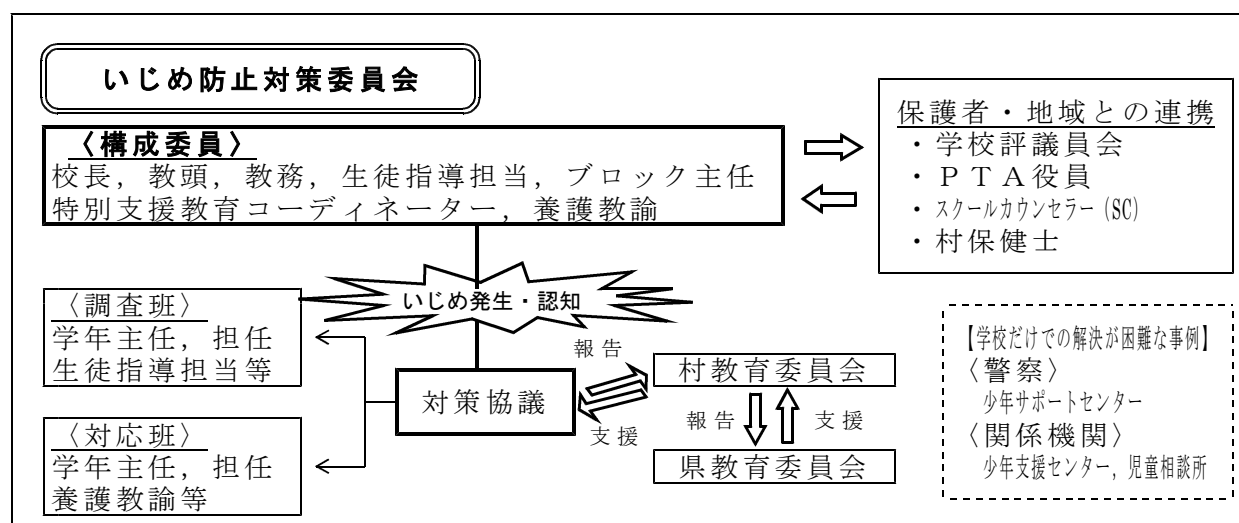 いじめ防止対策委員会
〈構成委員〉
校長，教頭，教務，生徒指導担当，ブロック主任
特別支援教育コーディネーター，養護教諭
保護者・地域との連携
・学校評議員会
・ＰＴＡ役員
・スクールカウンセラー (SC)
・村保健士
いじめ発生・認知
〈調査班〉
学年主任，担任
生徒指導担当等
対策協議
報告
支援
村教育委員会
報告
支援
県教育委員会
〈対応班〉
学年主任，担任
養護教諭等
【学校だけでの解決が困難な事例】
〈警察〉
少年サポートセンター
〈関係機関〉
少年支援センター，児童相談所